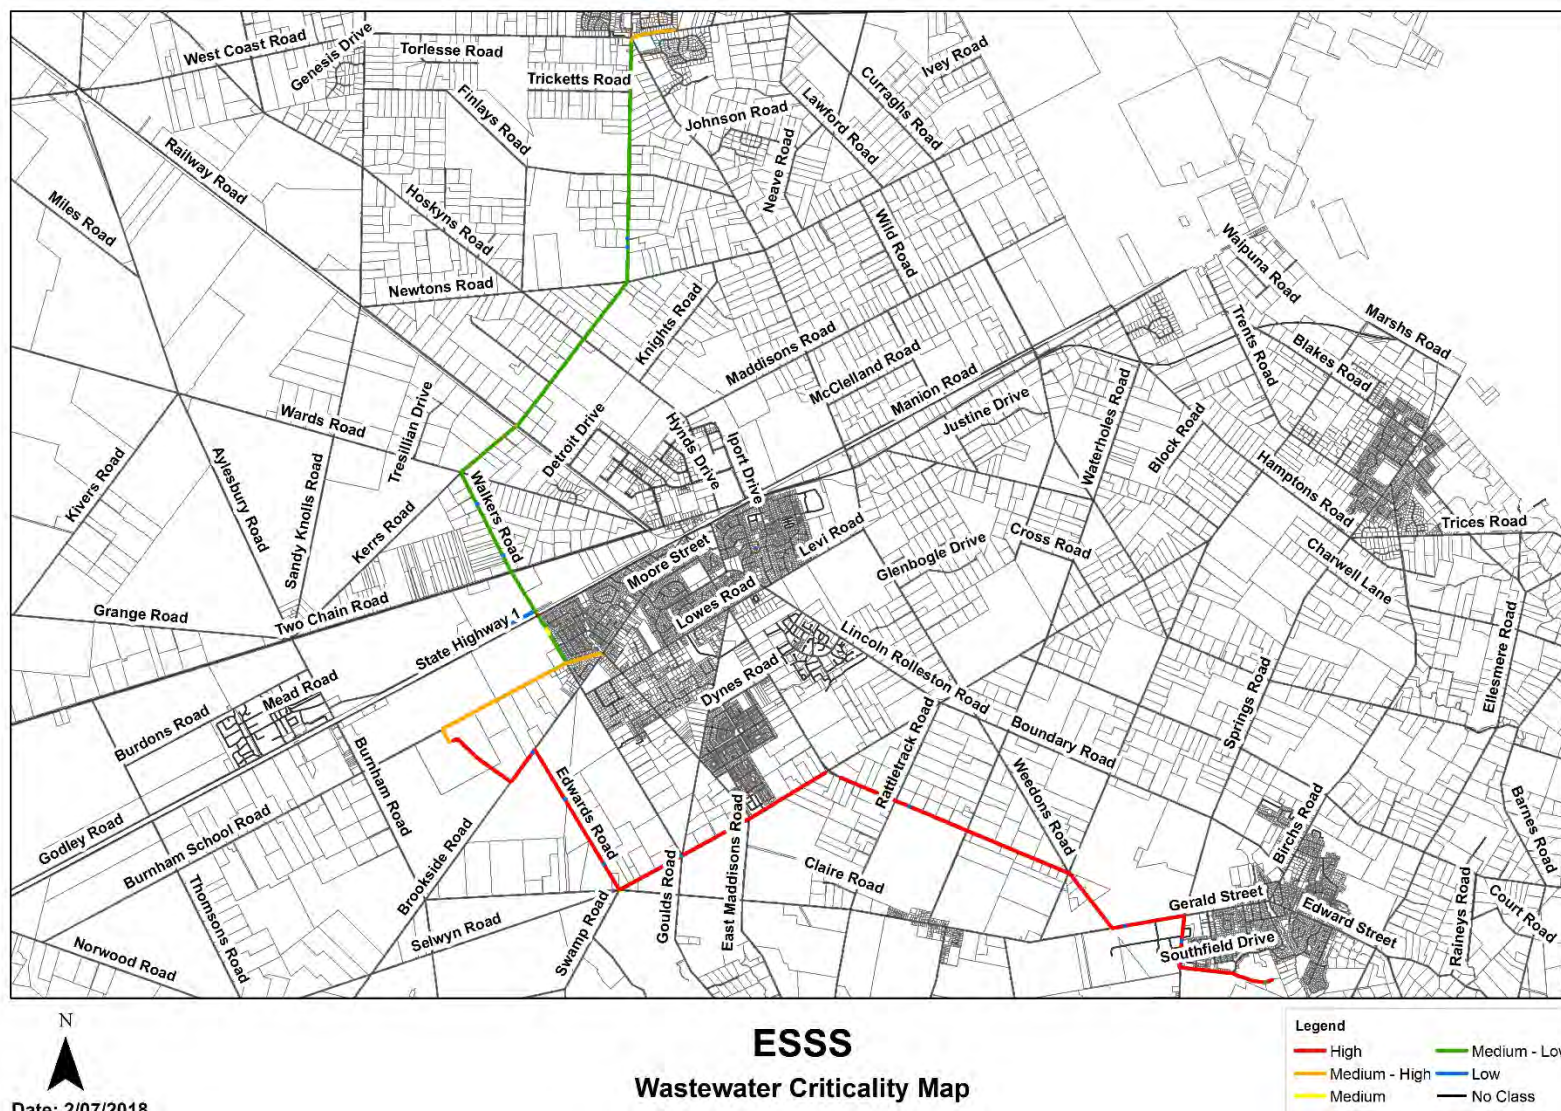 West Coast Road
Genesis Drive
Torlesse Road
Tricketts Road
Finlays Road
Ivey Road
Curraghs Road
Lawford Road
Johnson Road
Neave Road
Railway Road
Miles Road
Hoskyns Road
Wild Road
Waipuna Road
Newtons Road
Knights Road
Maddisons Road
McClelland Road
Manion Road
Justine Drive
Trents Road
Marshs Road
Blakes Road
Wards Road
Tresillian Drive
Detroit Drive
Hynds Drive
Iport Drive
Waterholes Road
Block Road
Hamptons Road
Trices Road
Kivers Road
Aylesbury Road
Sandy Knolls Road
Kerrs Road
Walkers Road
Moore Street
Levi Road
Lowes Road
Glenbogle Drive
Cross Road
Charwell Lane
Grange Road
Two Chain Road
State Highway 1
Lincoln Rolleston Road
Dynes Road
Ellesmere Road
Springs Road
Mead Road
Burdons Road
Burnham Road
Boundary Road
Rattletrack Road
Weedons Road
Edwards Road
Godley Road
Burnham School Road
Brookside Road
Goulds Road
East Maddisons Road
Claire Road
Birchs Road
Barnes Road
Thomsons Road
Norwood Road
Selwyn Road
Swamp Road
Gerald Street
Southfield Drive
Edward Street
Raineys Road
Court Road
N
Date: 2/07/2018
ESSS
Wastewater Criticality Map
Legend
High
Medium - High
Medium
Medium - Low
Low
No Class